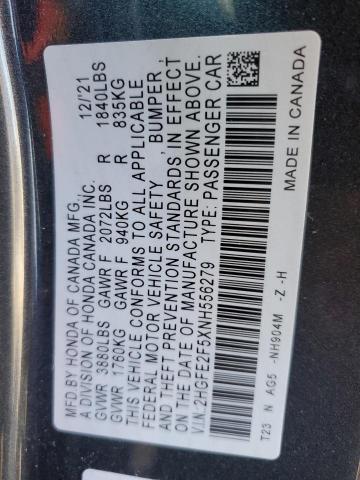 MFD BY HONDA OF CANADA MFG.
A DIVISION OF HONDA CANADA INC. 12/'21
GVWR 3880LBS GAWR F 2072LBS R 1840LBS
GVWR 1760KG GAWR F 940KG R 835KG
THIS VEHICLE CONFORMS TO ALL APPLICABLE
FEDERAL MOTOR VEHICLE SAFETY, BUMPER,
AND THEFT PREVENTION STANDARDS IN EFFECT
ON THE DATE OF MANUFACTURE SHOWN ABOVE.
V.I.N.:2HGFE2F5XNH556279 TYPE:PASSENGER CAR
T23 N AG5 -NH904M -Z -H
MADE IN CANADA